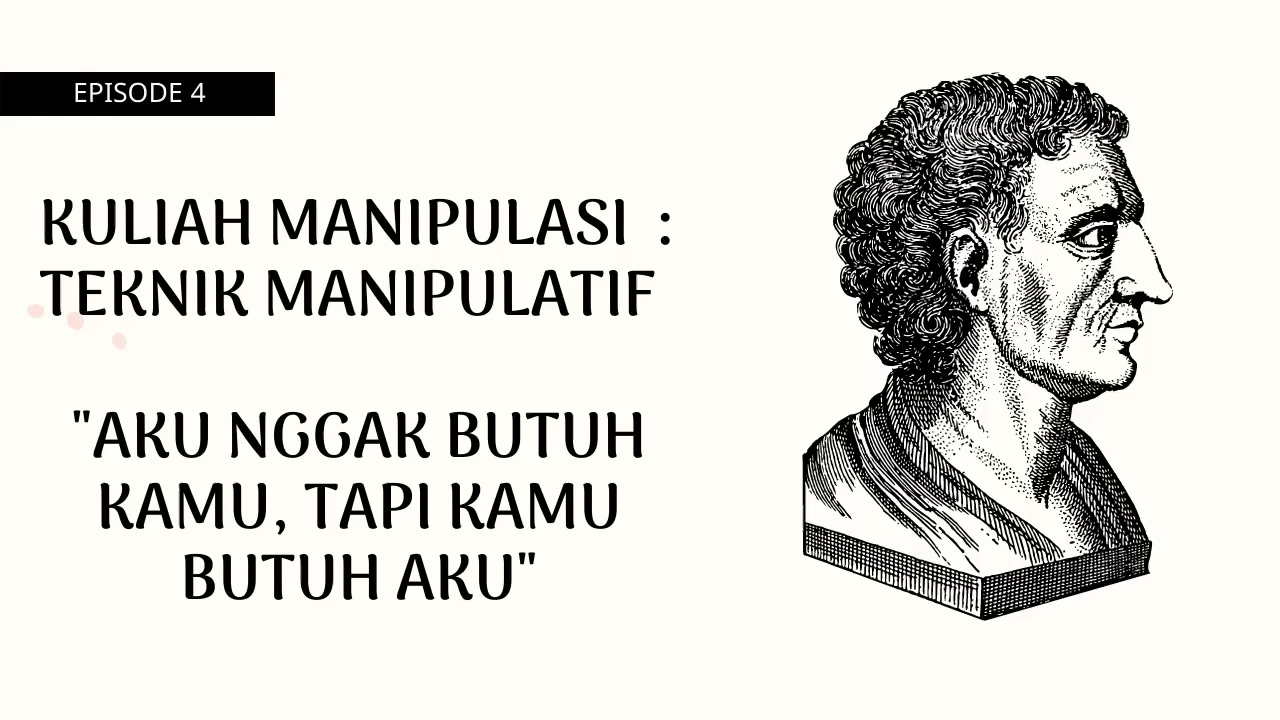 EPISODE 4
KULIAH MANIPULASI :
TEKNIK MANIPULATIF
"AKU NGGAK BUTUH
KAMU, TAPI KAMU
BUTUH AKU"